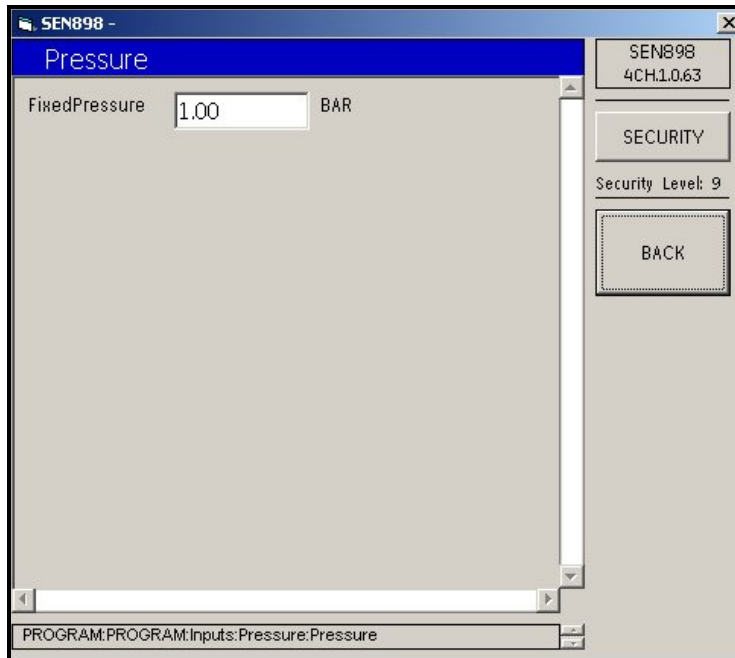 SEN898 -
Pressure
SEN898
4CH.1.0.63
FixedPressure 1.00 BAR
SECURITY
Security Level: 9
BACK
PROGRAM:PROGRAM:Inputs:Pressure:Pressure